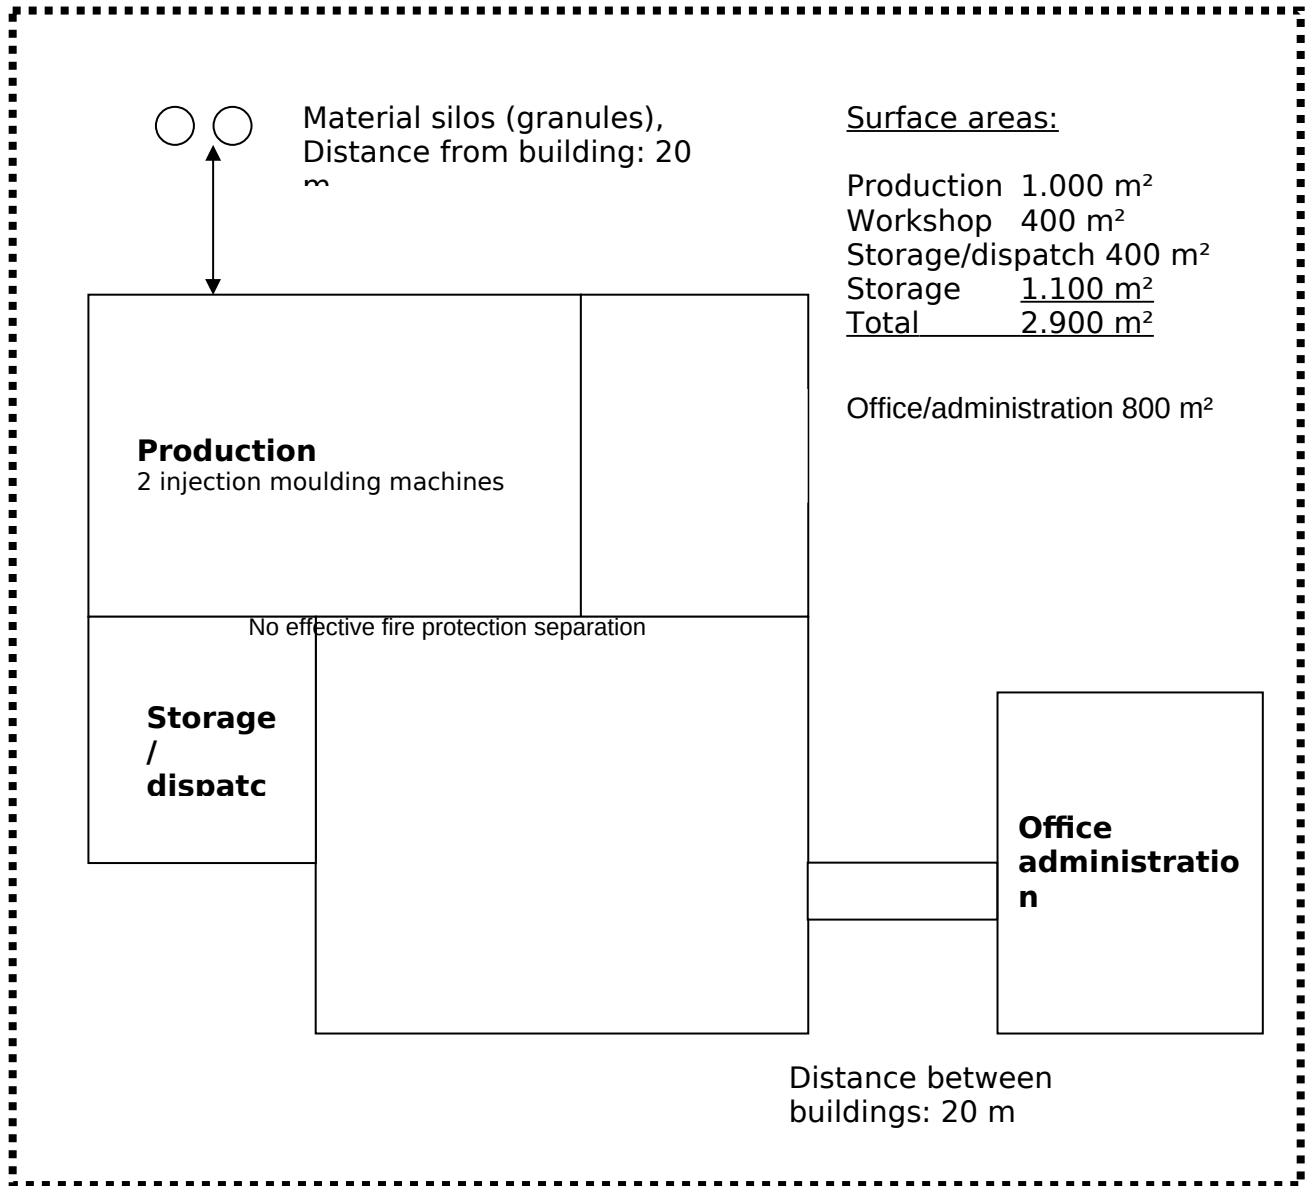 Material silos (granules),
Distance from building: 20
m
Surface areas:
Production 1.000 m²
Workshop 400 m²
Storage/dispatch 400 m²
Storage 1.100 m²
Total 2.900 m²
Office/administration 800 m²
Production
2 injection moulding machines
No effective fire protection separation
Storage
/
dispatc
Office
administratio
n
Distance between
buildings: 20 m